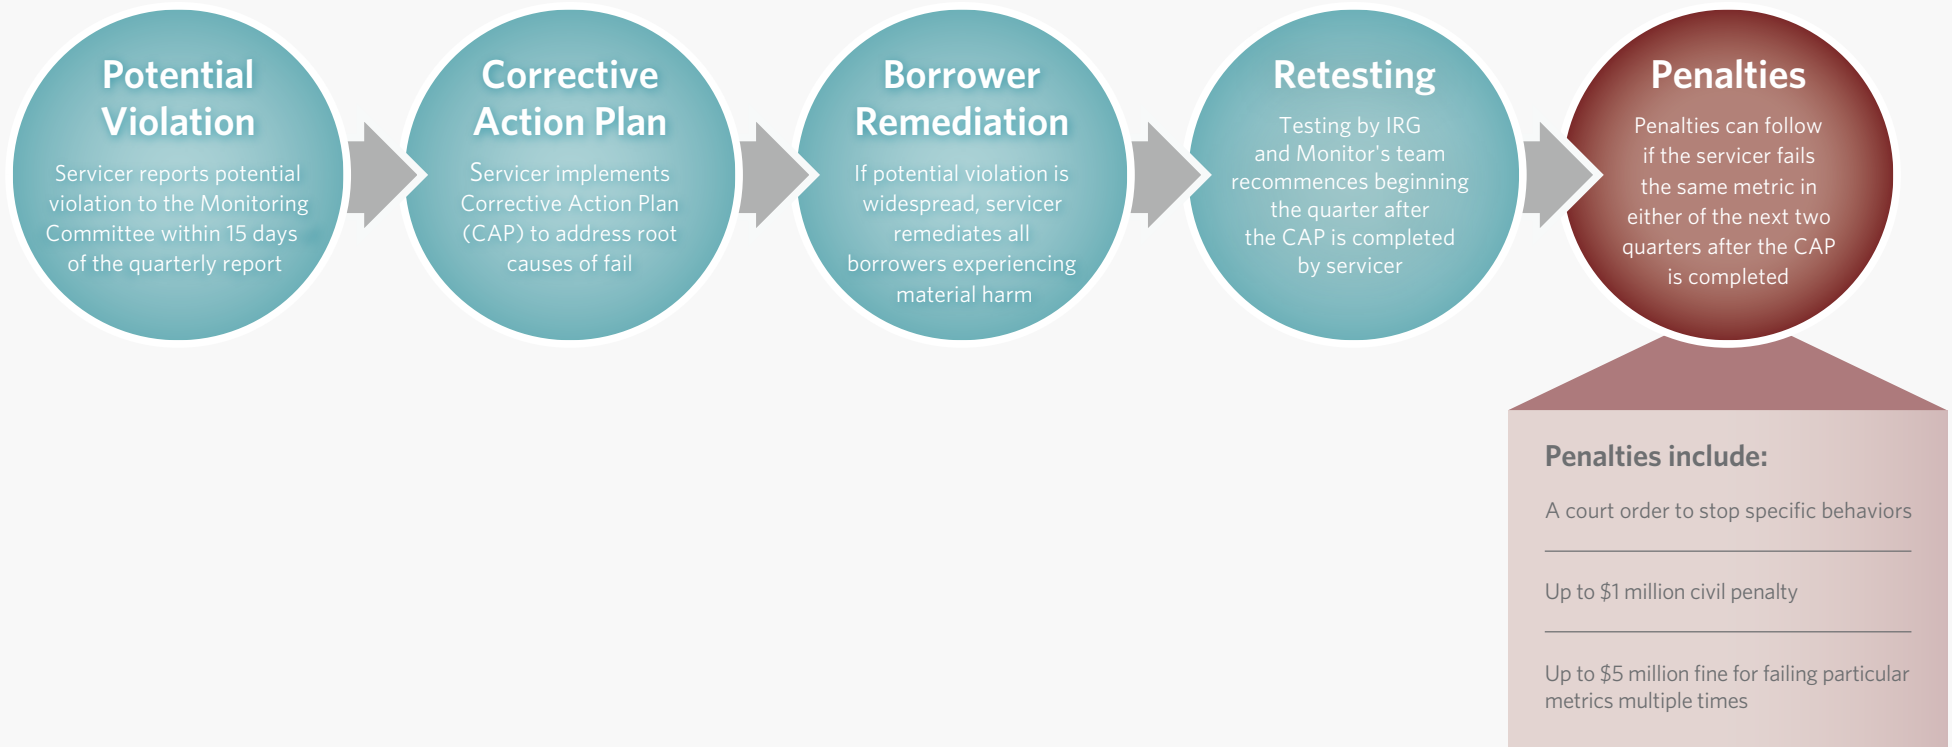 Potential
Violation
Servicer reports potential
violation to the Monitoring
Committee within 15 days
of the quarterly report
Corrective
Action Plan
Servicer implements
Corrective Action Plan
(CAP) to address root
causes of fail
Borrower
Remediation
If potential violation is
widespread, servicer
remediates all
borrowers experiencing
material harm
Retesting
Testing by IRG
and Monitor's team
recommences beginning
the quarter after
the CAP is completed
by servicer
Penalties
Penalties can follow
if the servicer fails
the same metric in
either of the next two
quarters after the CAP
is completed
Penalties include:
A court order to stop specific behaviors
Up to $1 million civil penalty
Up to $5 million fine for failing particular
metrics multiple times